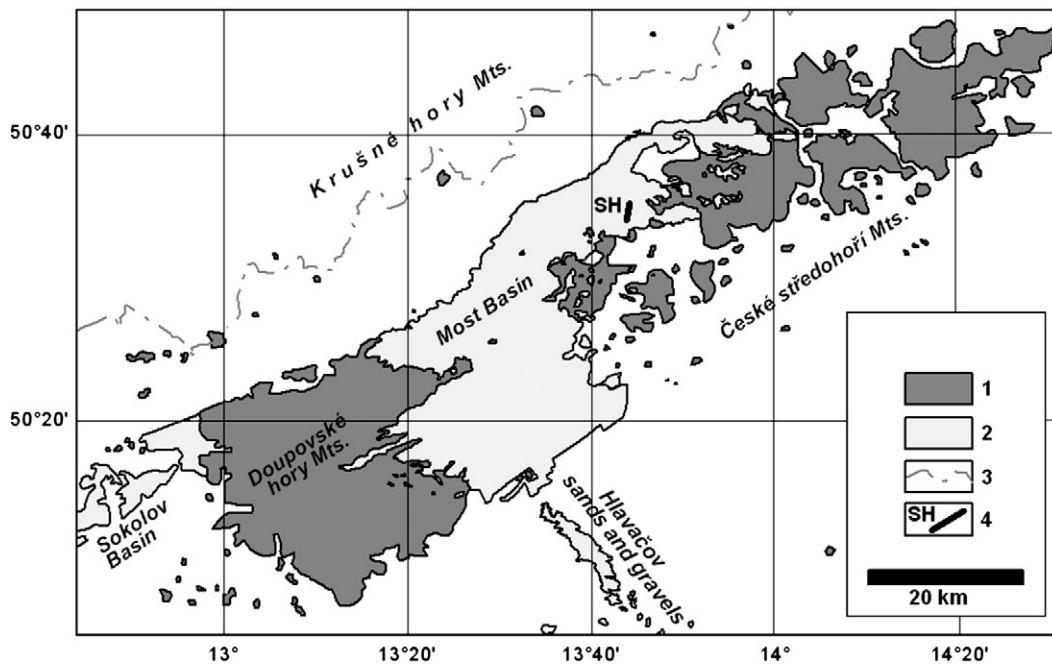 Krušné hory Mts.
50°40'
SH
České středohoří Mts.
Most Basin
50°20'
Doupovské
hory Mts.
Sokolov
Basin
Hlavačov
sands and gravels
1
2
3
SH
4
20 km
13°
13°20'
13°40'
14°
14°20'